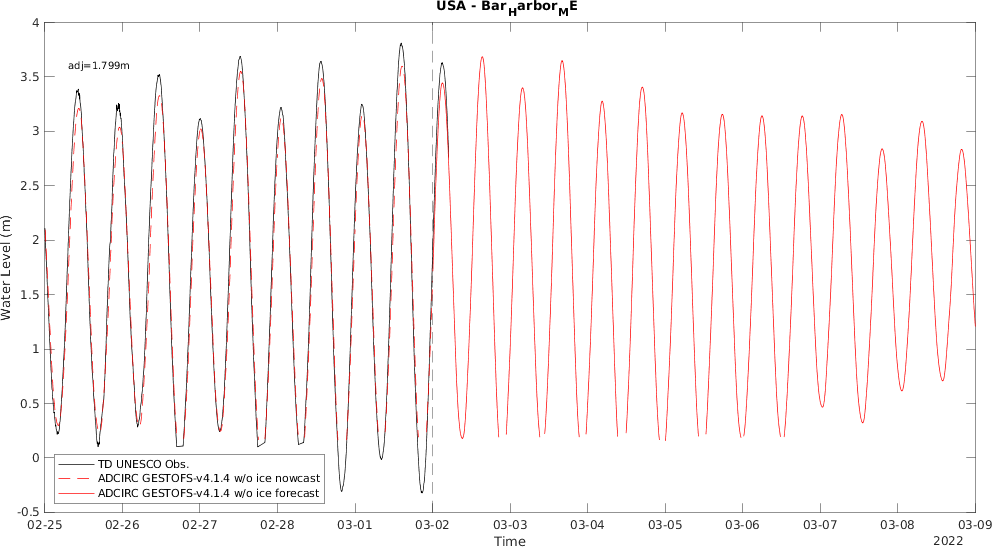 USA - Bar_Harbor_ME
4
adj=1.799m
3.5
3
2.5
2
1.5
1
0.5
0
-0.5
Water Level (m)
TD UNESCO Obs.
ADCIRC GESTOFS-v4.1.4 w/o ice nowcast
ADCIRC GESTOFS-v4.1.4 w/o ice forecast
02-25 02-26 02-27 02-28 03-01 03-02 03-03 03-04 03-05 03-06 03-07 03-08 03-09
Time
2022